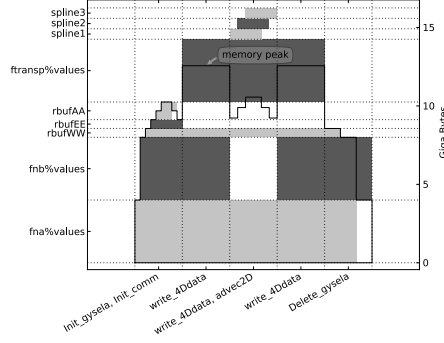 spline3
spline2
spline1
ftransp%values
memory peak
rbufAA
rbufEE
rbufWW
fnb%values
fna%values
15
10
5
0
Giga Bytes
Init_gysela, Init_comm
write_4Ddata
write_4Ddata, advec2D
write_4Ddata
Delete_gysela